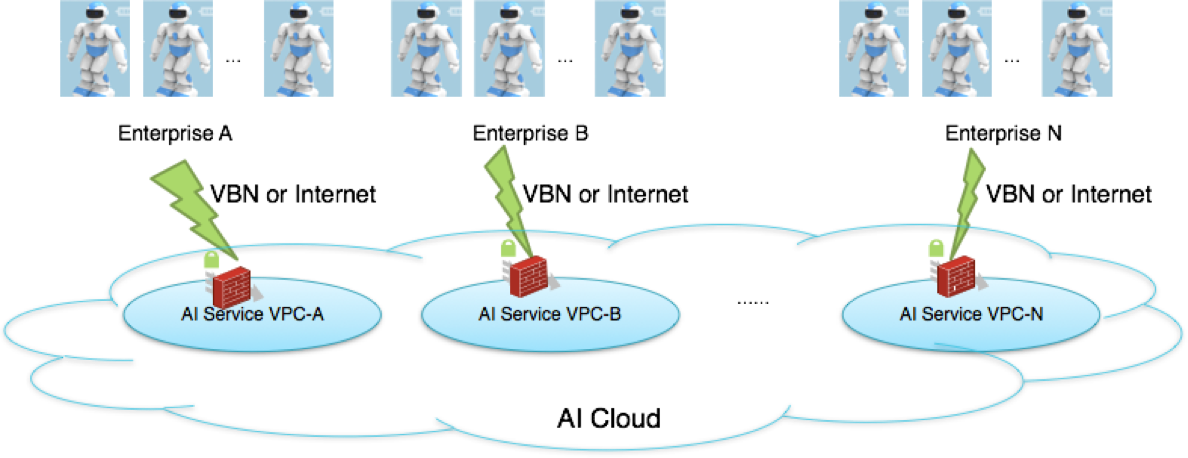 ... ... ...
Enterprise A Enterprise B Enterprise N
VBN or Internet VBN or Internet VBN or Internet
......
AI Service VPC-A AI Service VPC-B AI Service VPC-N
AI Cloud